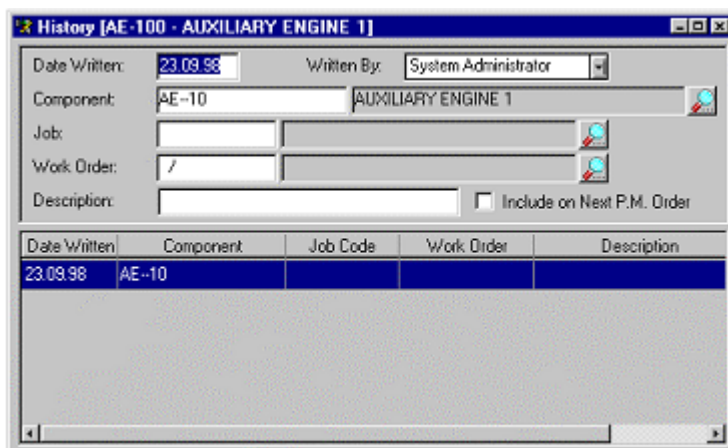 History [AE-100 - AUXILIARY ENGINE 1]
Date Written: 23.09.98 Written By: System Administrator
Component: AE--10 AUXILIARY ENGINE 1
Job:
Work Order: /
Description: Include on Next P.M. Order
Date Written Component Job Code Work Order Description
23.09.98 AE--10